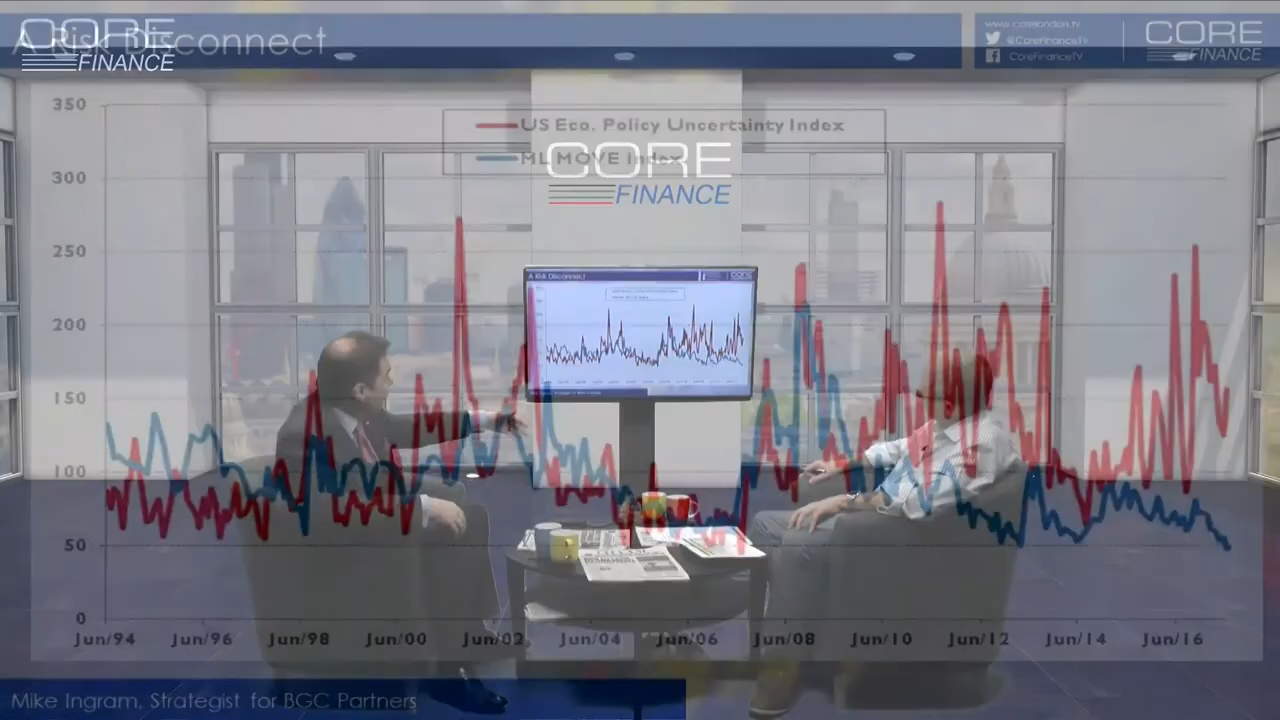 A Risk Disconnect
CORE
FINANCE
www.corelondon.tv
@CoreFinanceTV
CoreFinanceTV
CORE
FINANCE
350
300
250
200
150
100
50
0
US Eco. Policy Uncertainty Index
ML MOVE Index
CORE
FINANCE
A Risk Disconnect
CORE
Jun/94
Jun/96
Jun/98
Jun/00
Jun/02
Jun/04
Jun/06
Jun/08
Jun/10
Jun/12
Jun/14
Jun/16
Mike Ingram, Strategist for BGC Partners